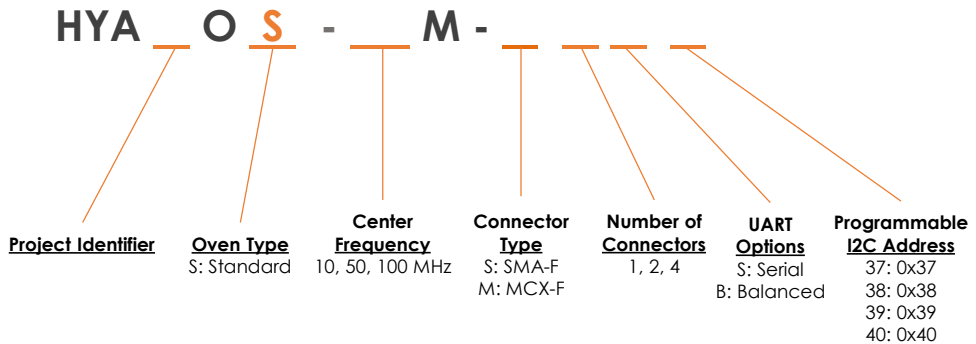 HYA _ O S - __ M - _ _ _ _
Project Identifier
Oven Type
S: Standard
Center
Frequency
10, 50, 100 MHz
Connector
Type
S: SMA-F
M: MCX-F
Number of
Connectors
1, 2, 4
UART
Options
S: Serial
B: Balanced
Programmable
I2C Address
37: 0x37
38: 0x38
39: 0x39
40: 0x40